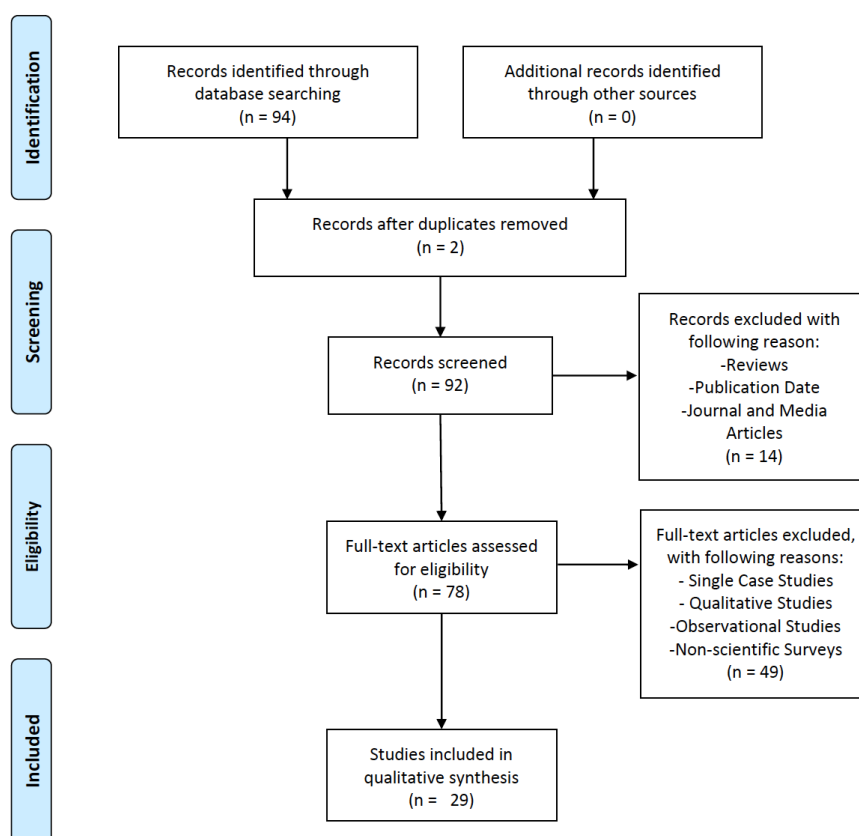 Identification
Records identified through
database searching
(n = 94)
Additional records identified
through other sources
(n = 0)
Records after duplicates removed
(n = 2)
Screening
Records screened
(n = 92)
Records excluded with
following reason:
-Reviews
-Publication Date
-Journal and Media
Articles
(n = 14)
Eligibility
Full-text articles assessed
for eligibility
(n = 78)
Full-text articles excluded,
with following reasons:
- Single Case Studies
- Qualitative Studies
-Observational Studies
-Non-scientific Surveys
(n = 49)
Included
Studies included in
qualitative synthesis
(n = 29)